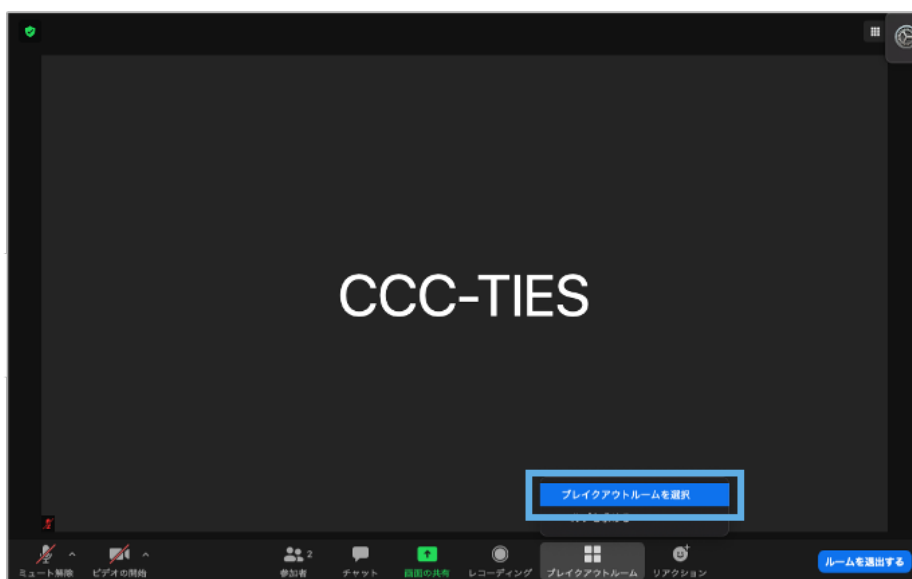 CCC-TIES
ブレイクアウトルームを選択
ミュート解除
ビデオの開始
2
参加者
チャット
画面の共有
レコーディング
ブレイクアウトルーム
リアクション
ルームを退出する